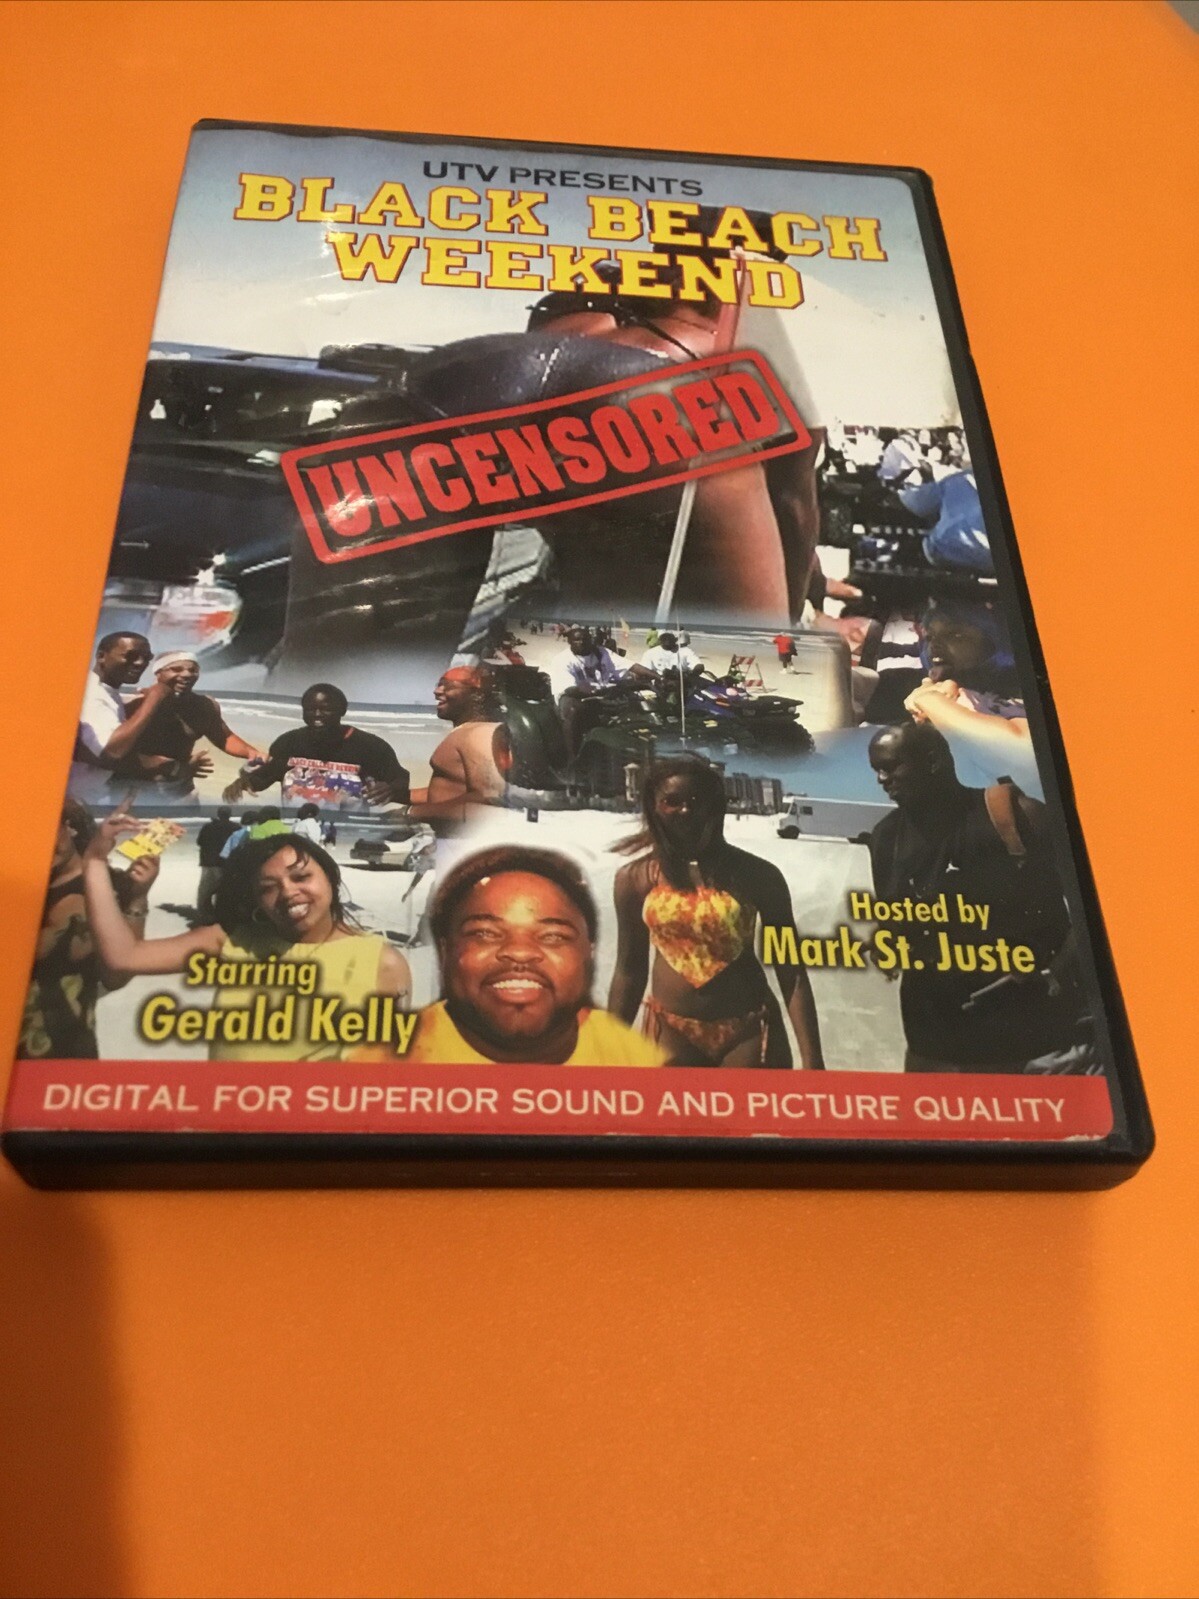 UTV PRESENTS
BLACK BEACH
WEEKEND
UNCENSORED
Hosted by
Mark St. Juste
Starring
Gerald Kelly
DIGITAL FOR SUPERIOR SOUND AND PICTURE QUALITY